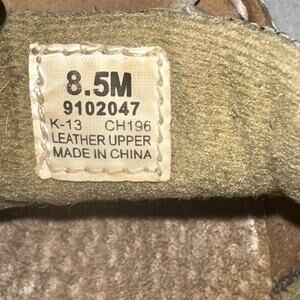 8.5M
9102047
K-13 CH196
LEATHER UPPER
MADE IN CHINA